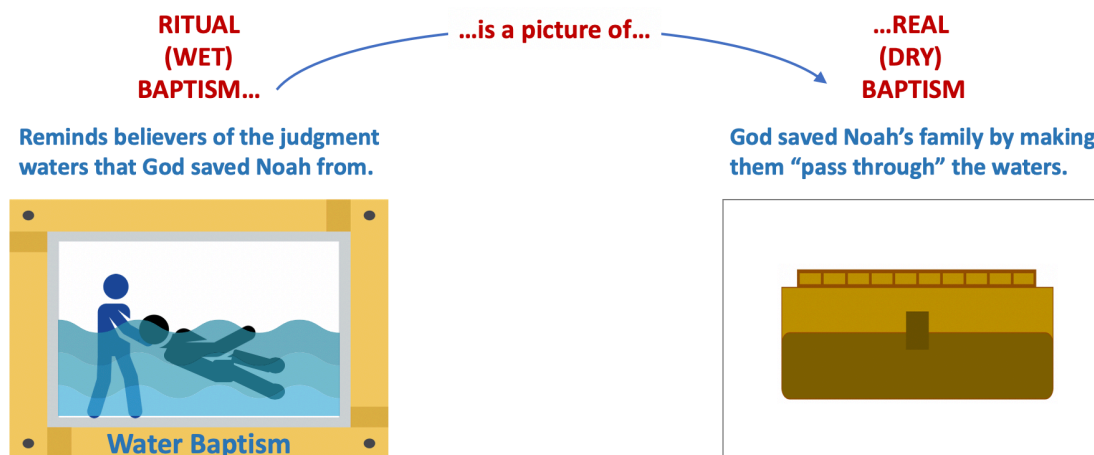 RITUAL
(WET)
BAPTISM…
…is a picture of…
…REAL
(DRY)
BAPTISM
Reminds believers of the judgment
waters that God saved Noah from.
God saved Noah’s family by making
them “pass through” the waters.
Water Baptism